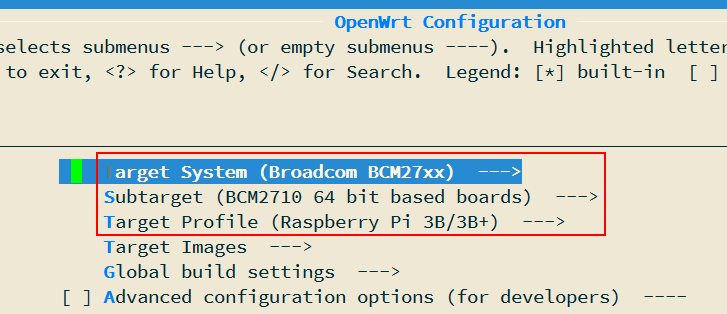 OpenWrt Configuration
selects submenus ---> (or empty submenus ----). Highlighted letter
to exit, <?> for Help, </> for Search. Legend: [*] built-in [ ]
Target System (Broadcom BCM27xx) --->
Subtarget (BCM2710 64 bit based boards) --->
Target Profile (Raspberry Pi 3B/3B+) --->
Target Images --->
Global build settings --->
[ ] Advanced configuration options (for developers) ----